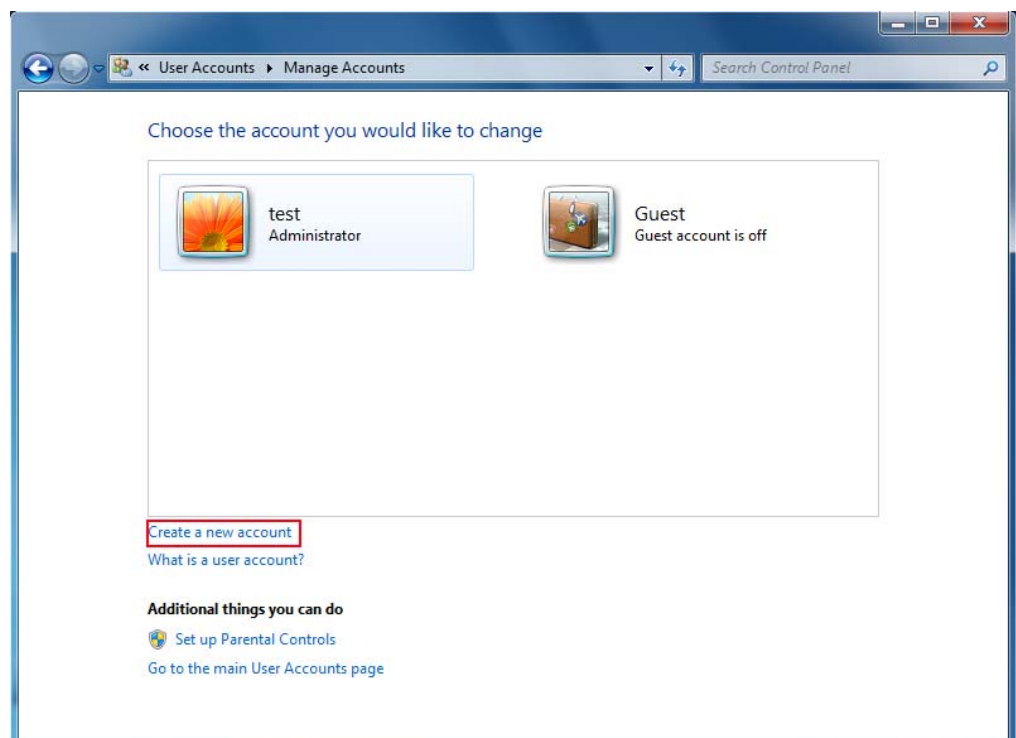 « User Accounts ▸ Manage Accounts
Search Control Panel
Choose the account you would like to change
test
Administrator
Guest
Guest account is off
Create a new account
What is a user account?
Additional things you can do
Set up Parental Controls
Go to the main User Accounts page